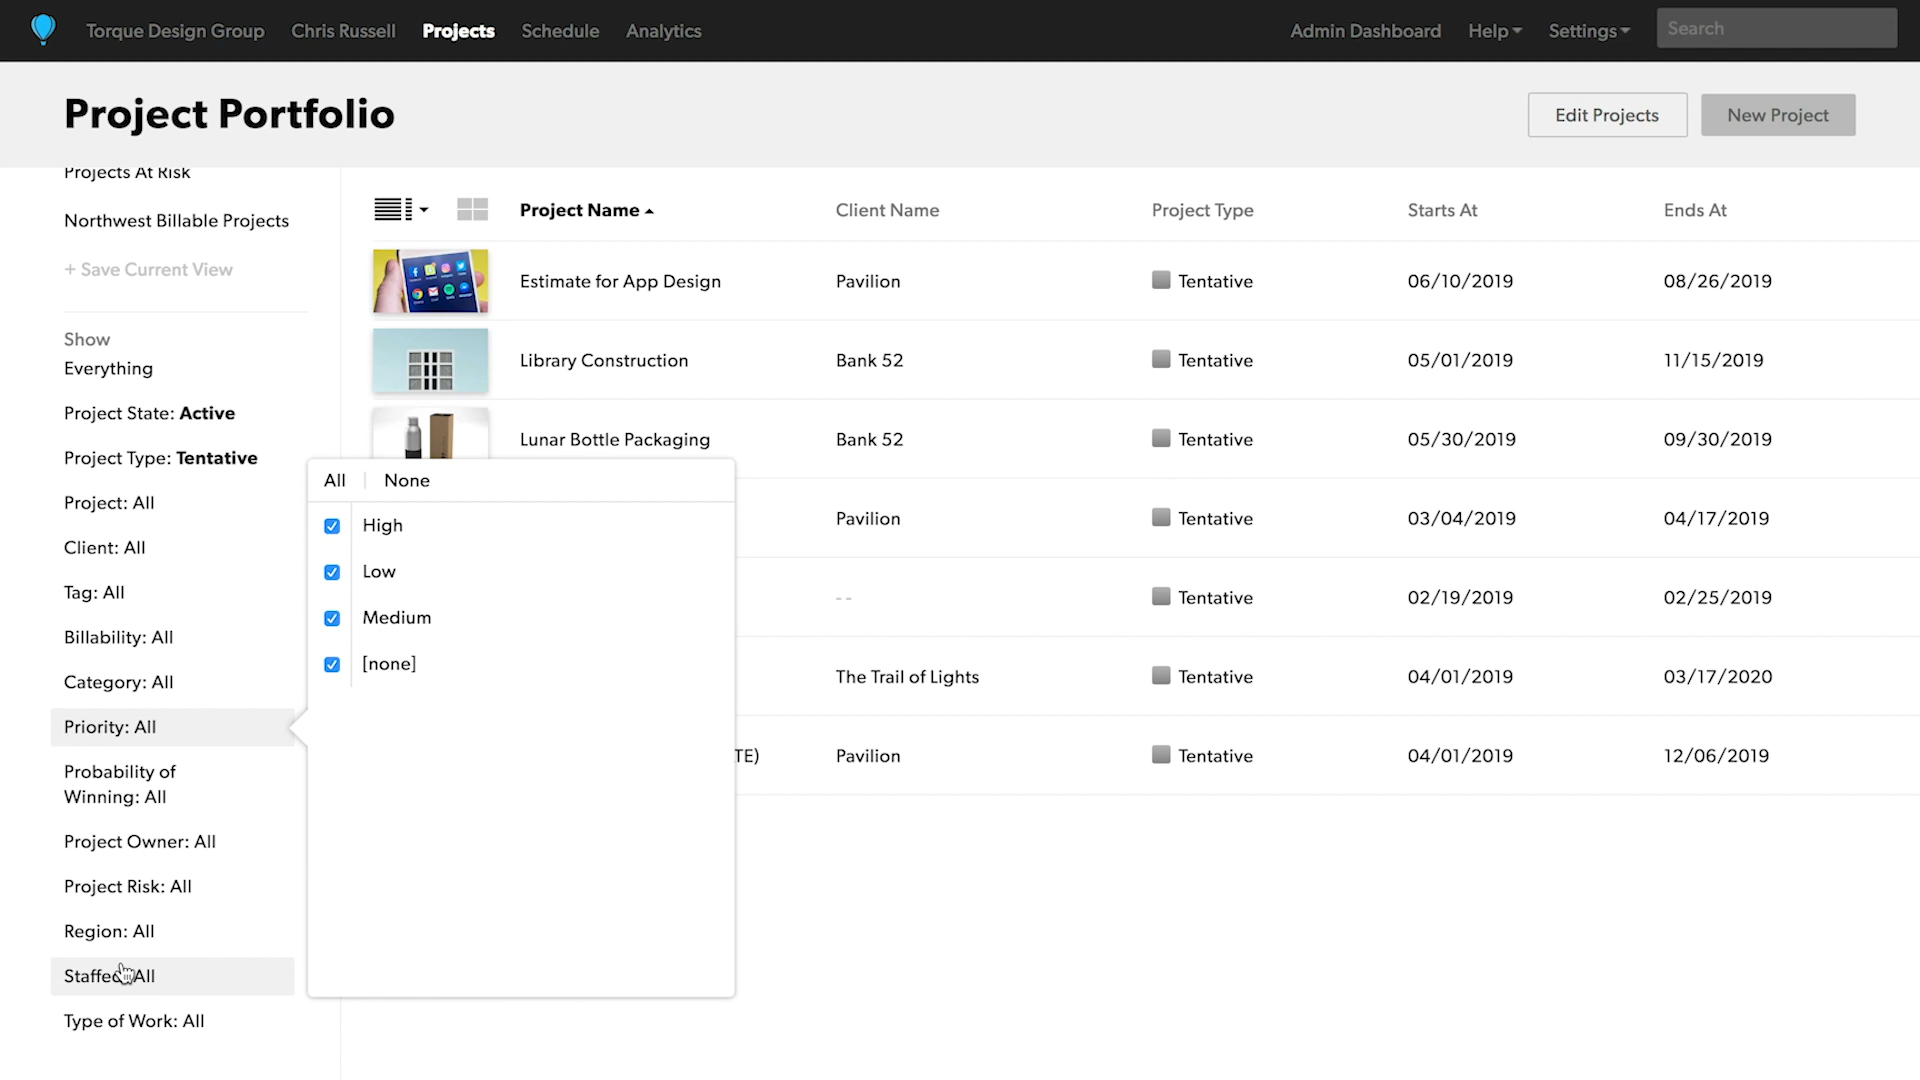 Torque Design Group Chris Russell Projects Schedule Analytics Admin Dashboard Help Settings Search
Project Portfolio
Edit Projects New Project
Projects At Risk
Northwest Billable Projects
+ Save Current View
Show
Everything
Project State: Active
Project Type: Tentative
Project: All
Client: All
Tag: All
Billability: All
Category: All
Priority: All
Probability of
Winning: All
Project Owner: All
Project Risk: All
Region: All
Staffed: All
Type of Work: All
All None
High
Low
Medium
[none]
Project Name Client Name Project Type Starts At Ends At
Estimate for App Design Pavilion Tentative 06/10/2019 08/26/2019
Library Construction Bank 52 Tentative 05/01/2019 11/15/2019
Lunar Bottle Packaging Bank 52 Tentative 05/30/2019 09/30/2019
Pavilion Tentative 03/04/2019 04/17/2019
-- Tentative 02/19/2019 02/25/2019
The Trail of Lights Tentative 04/01/2019 03/17/2020
TE) Pavilion Tentative 04/01/2019 12/06/2019